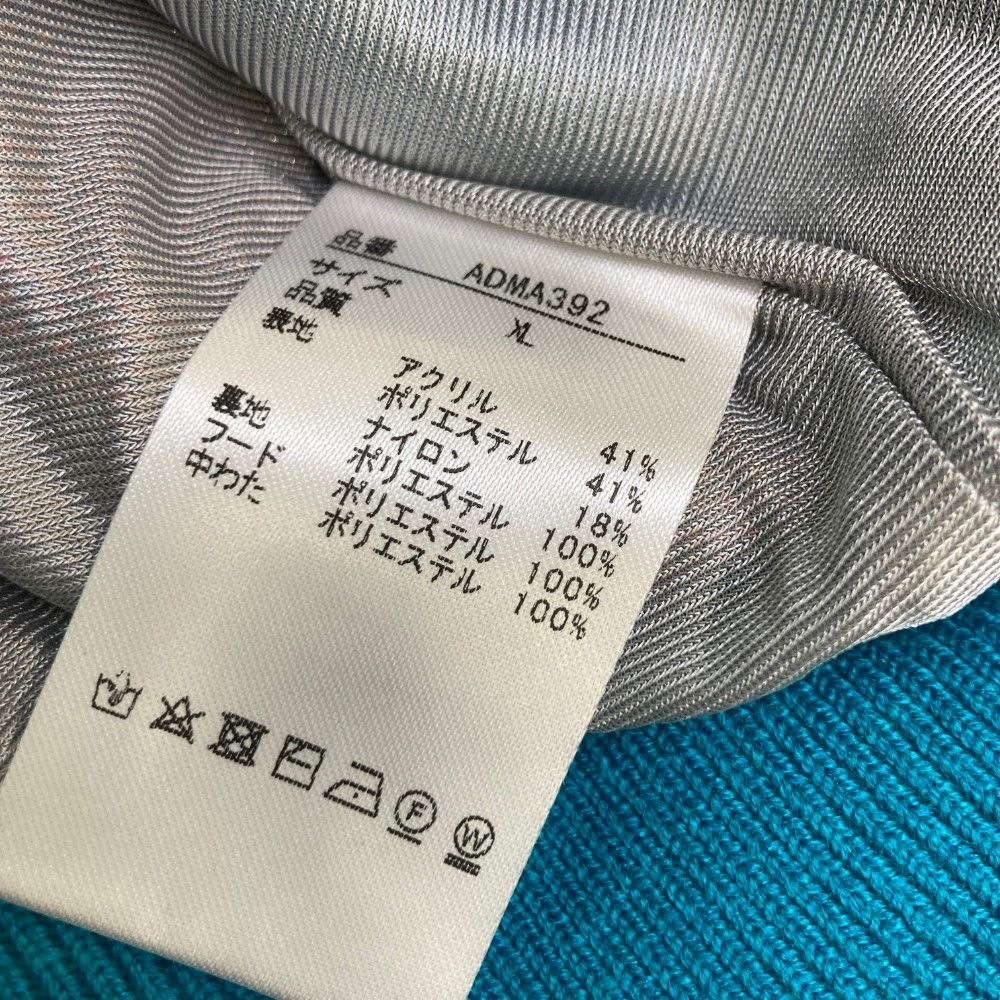 品番 ADMA392
サイズ XL
品質
表地 アクリル 41%
ポリエステル 41%
ナイロン 18%
裏地 ポリエステル 100%
フード ポリエステル 100%
中わた ポリエステル 100%
F
W